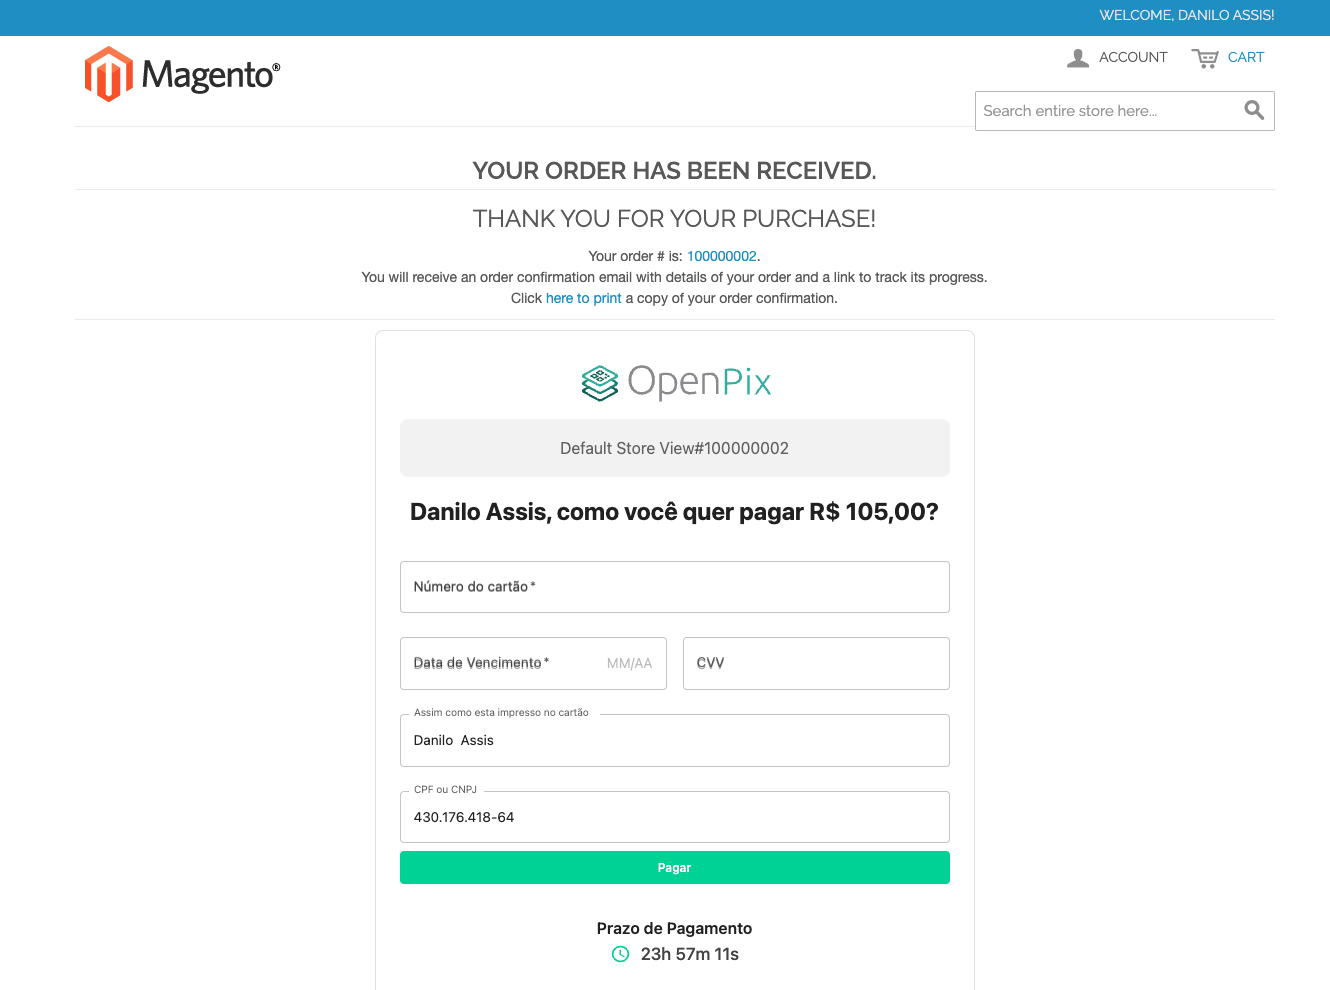 WELCOME, DANILO ASSIS!
Magento®
ACCOUNT CART
Search entire store here...
YOUR ORDER HAS BEEN RECEIVED.
THANK YOU FOR YOUR PURCHASE!
Your order # is: 100000002.
You will receive an order confirmation email with details of your order and a link to track its progress.
Click here to print a copy of your order confirmation.
OpenPix
Default Store View#100000002
Danilo Assis, como você quer pagar R$ 105,00?
Número do cartão*
Data de Vencimento* MM/AA CVV
Assim como esta impresso no cartão
Danilo Assis
CPF ou CNPJ
430.176.418-64
Pagar
Prazo de Pagamento
23h 57m 11s